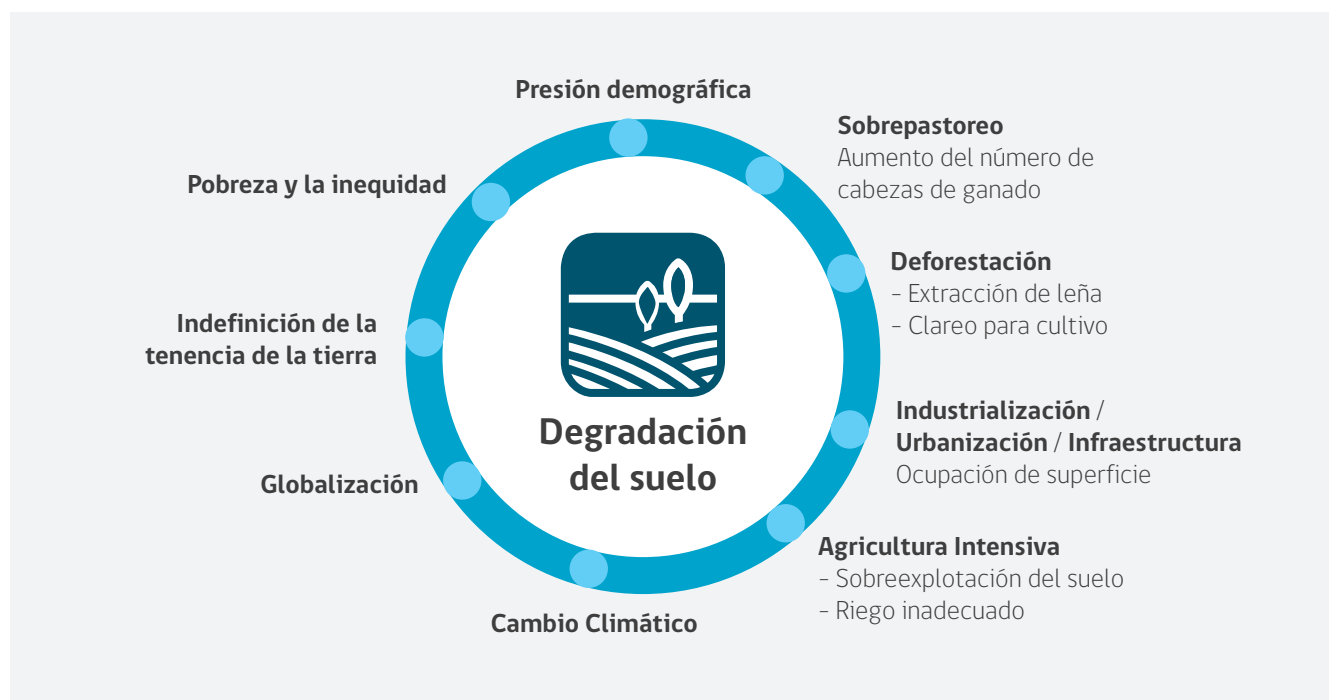 Presión demográfica
Sobrepastoreo
Aumento del número de
cabezas de ganado
Deforestación
- Extracción de leña
- Clareo para cultivo
Industrialización /
Urbanización / Infraestructura
Ocupación de superficie
Agricultura Intensiva
- Sobreexplotación del suelo
- Riego inadecuado
Cambio Climático
Globalización
Indefinición de la
tenencia de la tierra
Pobreza y la inequidad
Degradación
del suelo